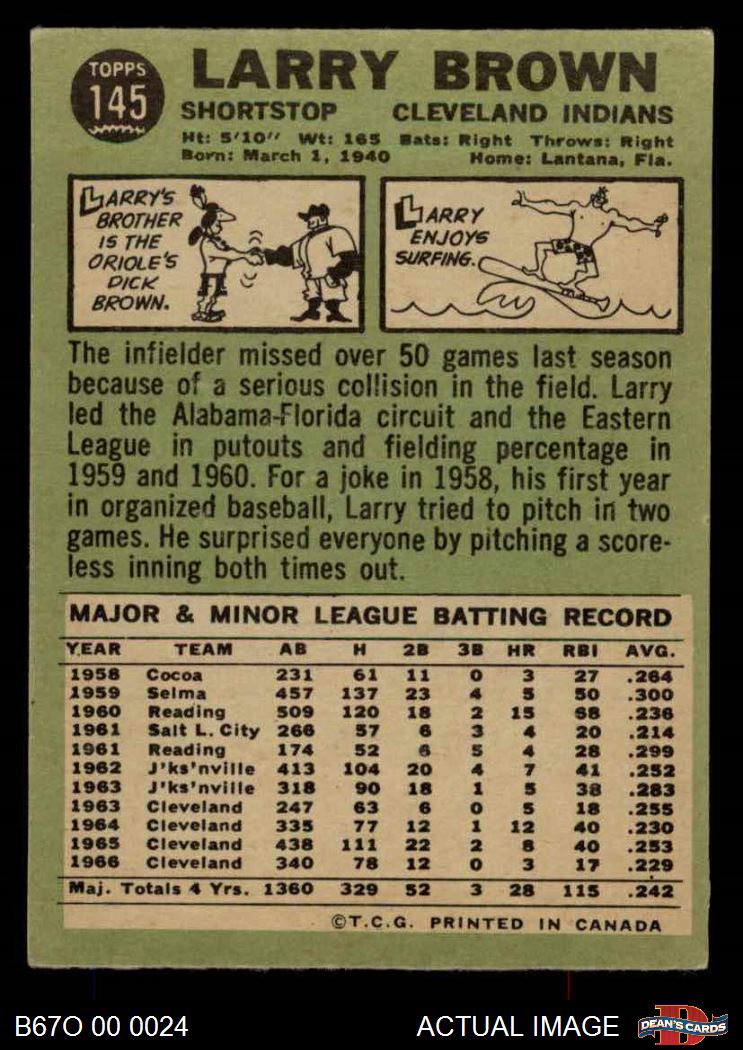 TOPPS
145
LARRY BROWN
SHORTSTOP CLEVELAND INDIANS
Ht: 5'10" Wt: 165 Bats: Right Throws: Right
Born: March 1, 1940 Home: Lantana, Fla.
LARRY'S
BROTHER
IS THE
ORIOLE'S
DICK
BROWN.
LARRY
ENJOYS
SURFING.
The infielder missed over 50 games last season
because of a serious collision in the field. Larry
led the Alabama-Florida circuit and the Eastern
League in putouts and fielding percentage in
1959 and 1960. For a joke in 1958, his first year
in organized baseball, Larry tried to pitch in two
games. He surprised everyone by pitching a score-
less inning both times out.
MAJOR & MINOR LEAGUE BATTING RECORD
YEAR TEAM AB H 2B 3B HR RBI AVG.
1958 Cocoa 231 61 11 0 3 27 .264
1959 Selma 457 137 23 4 5 50 .300
1960 Reading 509 120 18 2 15 68 .236
1961 Salt L. City 266 57 6 3 4 20 .214
1961 Reading 174 52 6 5 4 28 .299
1962 J'ks'nville 413 104 20 4 7 41 .252
1963 J'ks'nville 318 90 18 1 5 38 .283
1963 Cleveland 247 63 6 0 5 18 .255
1964 Cleveland 335 77 12 1 12 40 .230
1965 Cleveland 438 111 22 2 8 40 .253
1966 Cleveland 340 78 12 0 3 17 .229
Maj. Totals 4 Yrs. 1360 329 52 3 28 115 .242
©T.C.G. PRINTED IN CANADA
B67O 00 0024 ACTUAL IMAGE
D
DEAN'S CARDS